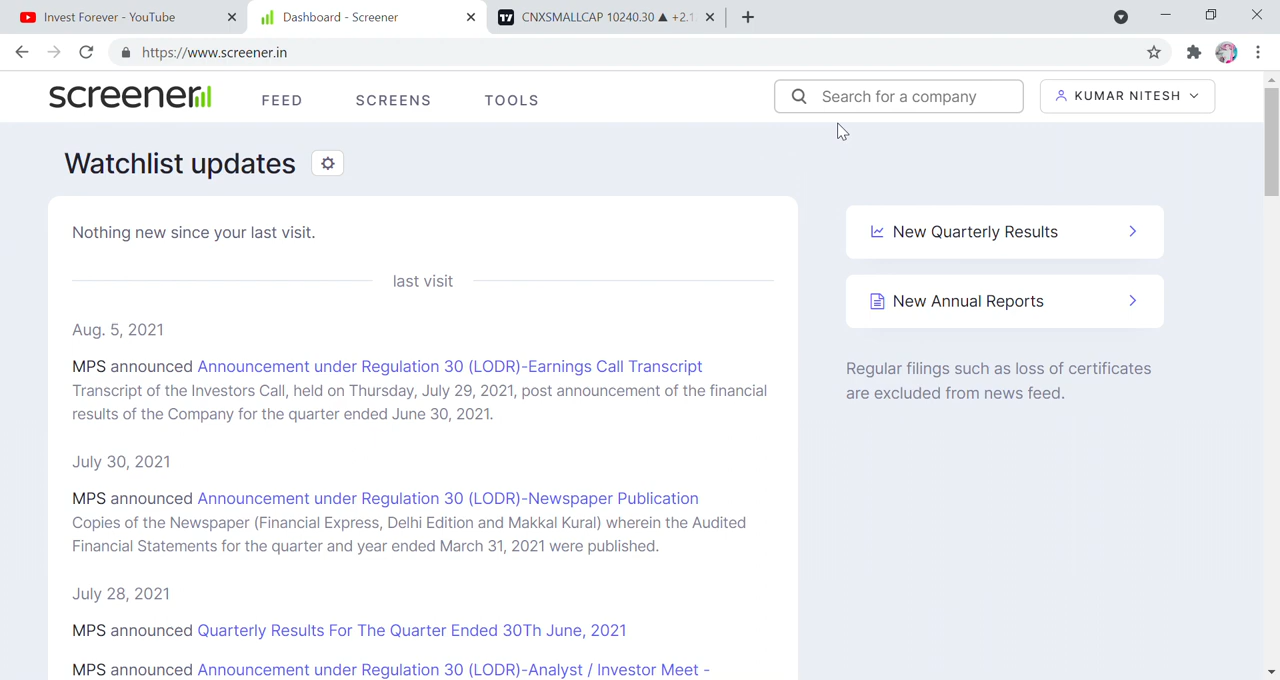 Invest Forever - YouTube
Dashboard - Screener
CNXSMALLCAP 10240.30 ▲ +2.1
https://www.screener.in
screener
FEED
SCREENS
TOOLS
Search for a company
KUMAR NITESH
Watchlist updates
Nothing new since your last visit.
last visit
Aug. 5, 2021
MPS announced Announcement under Regulation 30 (LODR)-Earnings Call Transcript
Transcript of the Investors Call, held on Thursday, July 29, 2021, post announcement of the financial
results of the Company for the quarter ended June 30, 2021.
July 30, 2021
MPS announced Announcement under Regulation 30 (LODR)-Newspaper Publication
Copies of the Newspaper (Financial Express, Delhi Edition and Makkal Kural) wherein the Audited
Financial Statements for the quarter and year ended March 31, 2021 were published.
July 28, 2021
MPS announced Quarterly Results For The Quarter Ended 30Th June, 2021
MPS announced Announcement under Regulation 30 (LODR)-Analyst / Investor Meet -
New Quarterly Results
New Annual Reports
Regular filings such as loss of certificates
are excluded from news feed.